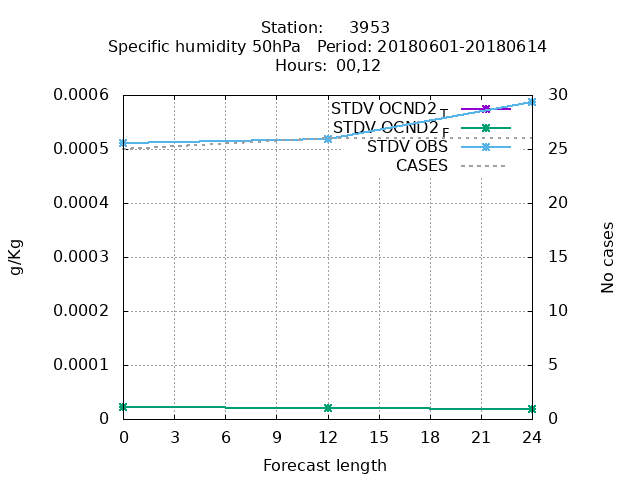 Station: 3953
Specific humidity 50hPa Period: 20180601-20180614
Hours: 00,12
0.0006
0.0005
0.0004
0.0003
0.0002
0.0001
0
g/Kg
STDV OCND2 T
STDV OCND2 F
STDV OBS
CASES
30
25
20
15
10
5
0
No cases
0 3 6 9 12 15 18 21 24
Forecast length